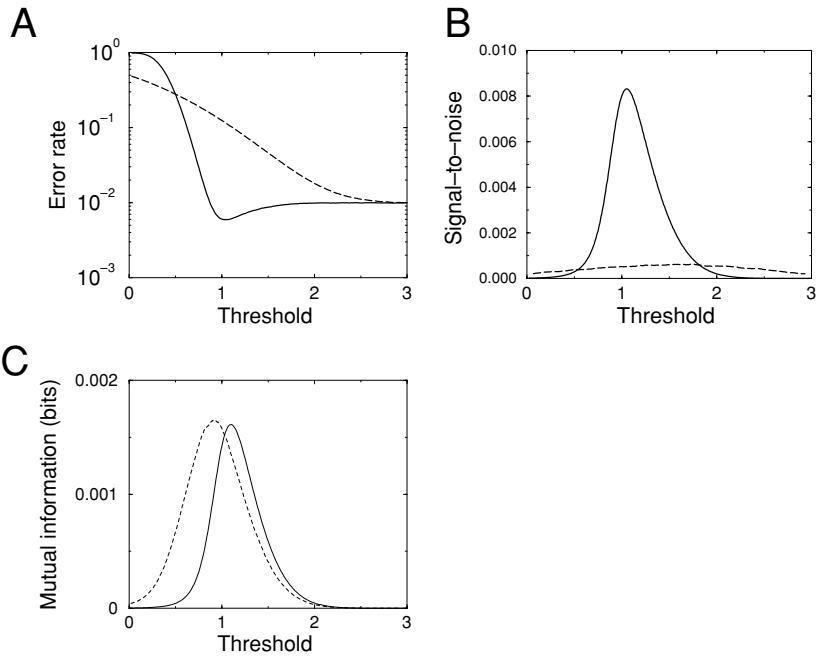 A
Error rate
10⁰
10⁻¹
10⁻²
10⁻³
0 1 2 3
Threshold
B
Signal−to−noise
0.010
0.008
0.006
0.004
0.002
0.000
0 1 2 3
Threshold
C
Mutual information (bits)
0.002
0.001
0
0 1 2 3
Threshold